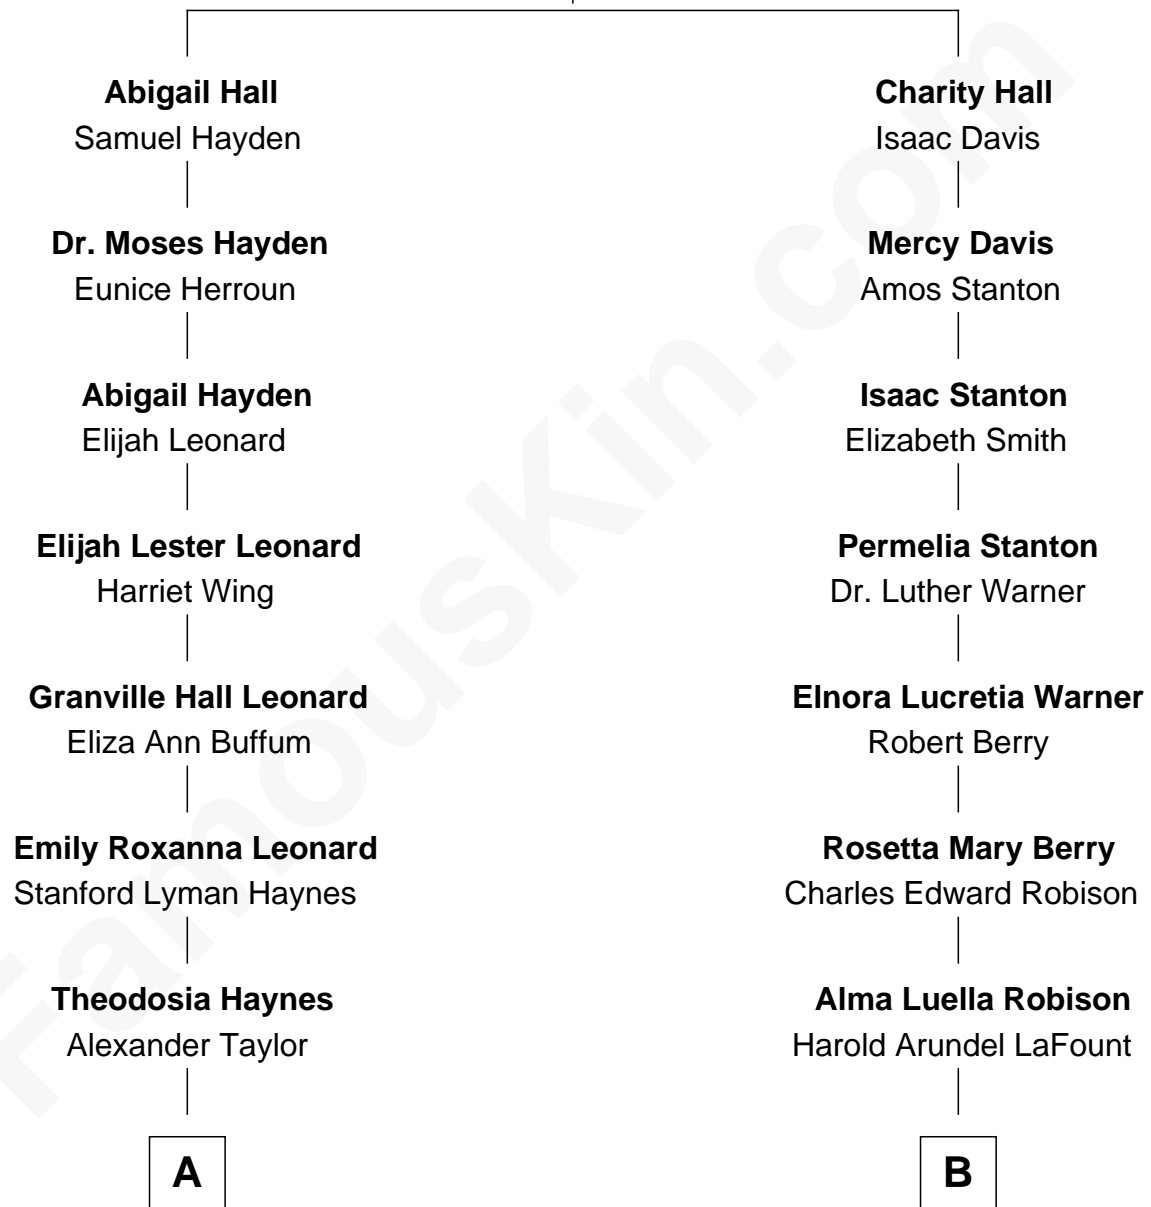 Abigail Hall
Samuel Hayden
Dr. Moses Hayden
Eunice Herroun
Abigail Hayden
Elijah Leonard
Elijah Lester Leonard
Harriet Wing
Granville Hall Leonard
Eliza Ann Buffum
Emily Roxanna Leonard
Stanford Lyman Haynes
Theodosia Haynes
Alexander Taylor
A
Charity Hall
Isaac Davis
Mercy Davis
Amos Stanton
Isaac Stanton
Elizabeth Smith
Permelia Stanton
Dr. Luther Warner
Elnora Lucretia Warner
Robert Berry
Rosetta Mary Berry
Charles Edward Robison
Alma Luella Robison
Harold Arundel LaFount
B
FamousKin.com